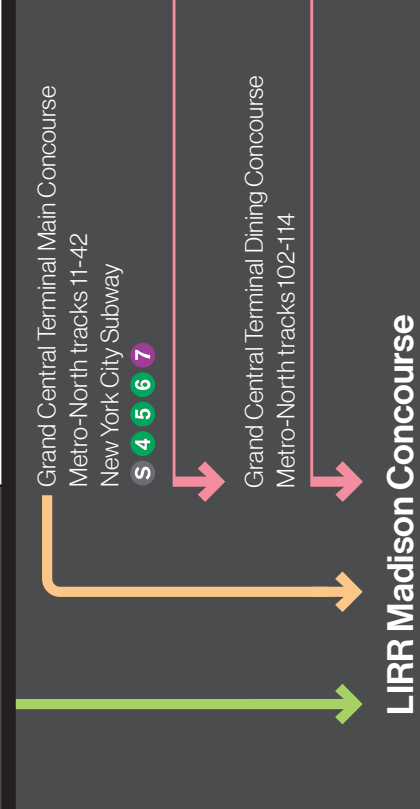 Grand Central Terminal Main Concourse
Metro-North tracks 11-42
New York City Subway
S 4 5 6 7
Grand Central Terminal Dining Concourse
Metro-North tracks 102-114
LIRR Madison Concourse